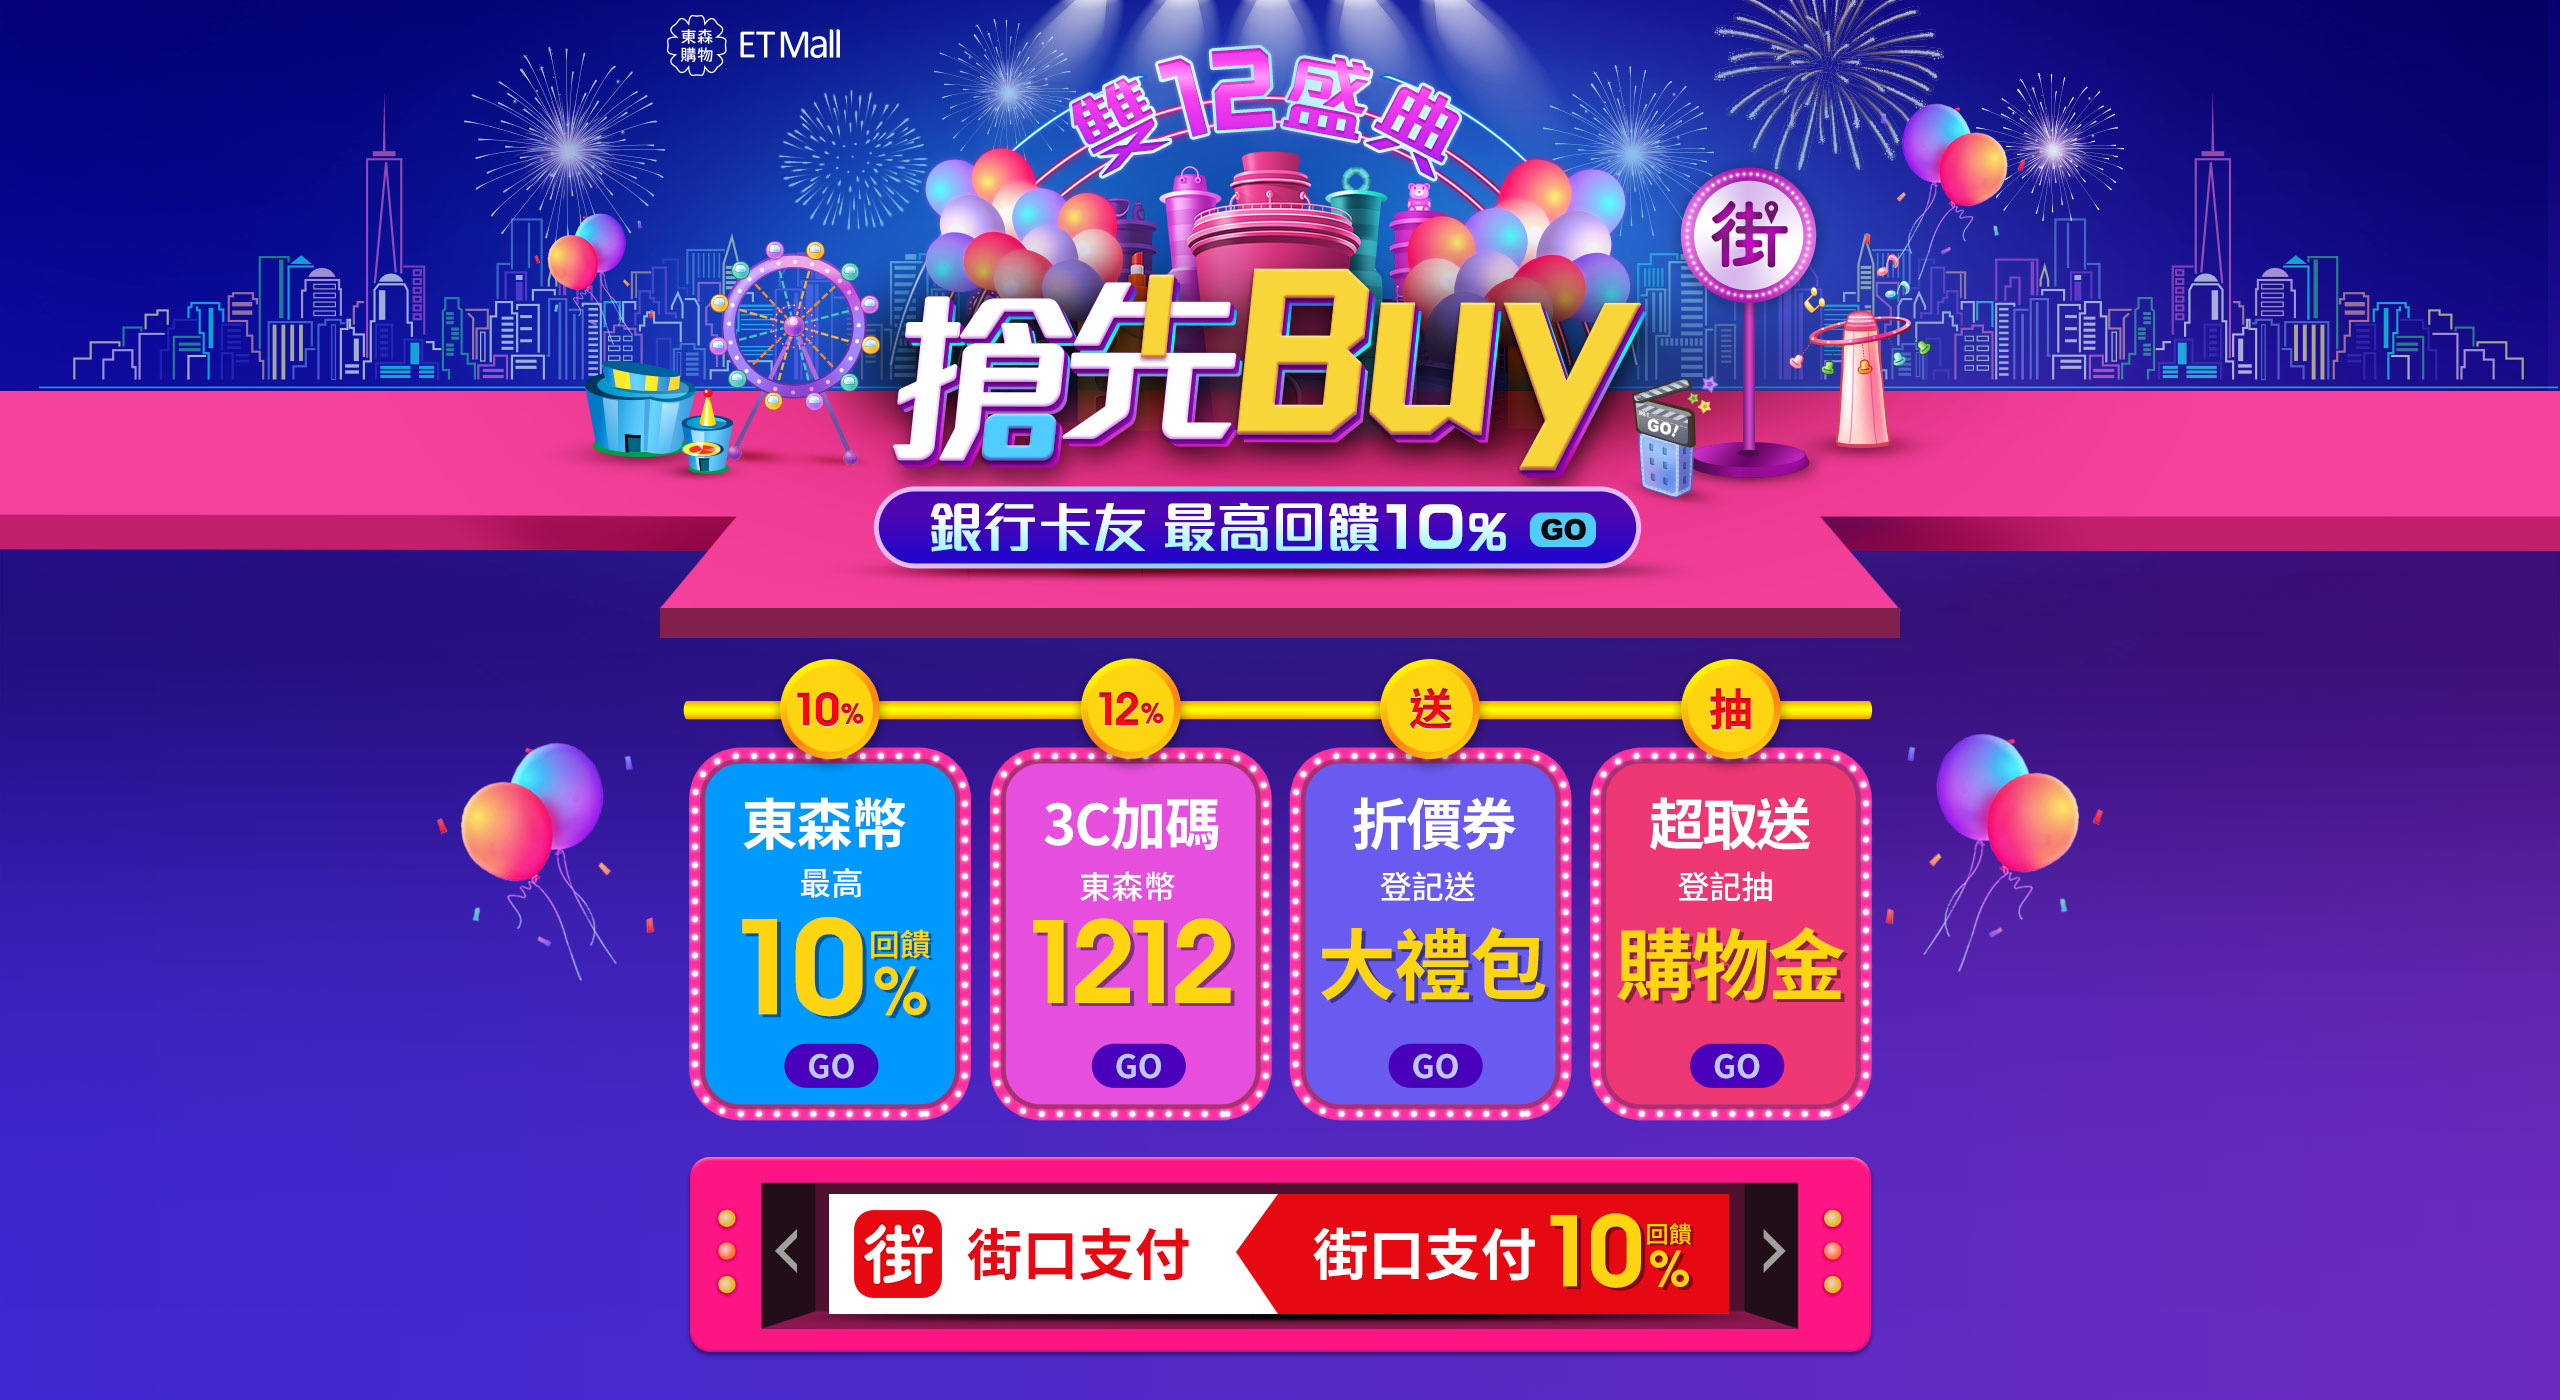 東森
購物
ET Mall
雙12盛典
街
搶先Buy
GO!
銀行卡友 最高回饋10% GO
10%
12%
送
抽
東森幣
最高
10%回饋
GO
3C加碼
東森幣
1212
GO
折價券
登記送
大禮包
GO
超取送
登記抽
購物金
GO
街 街口支付
街口支付10%回饋